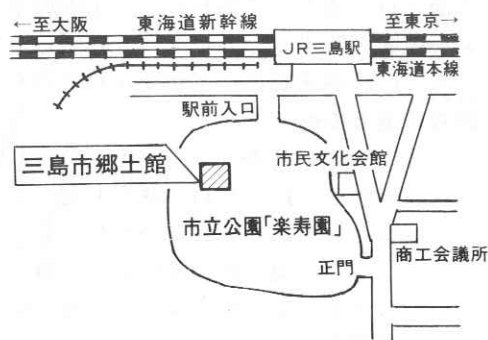 ←至大阪
東海道新幹線
至東京→
JR三島駅
東海道本線
駅前入口
三島市郷土館
市民文化会館
市立公園「楽寿園」
商工会議所
正門